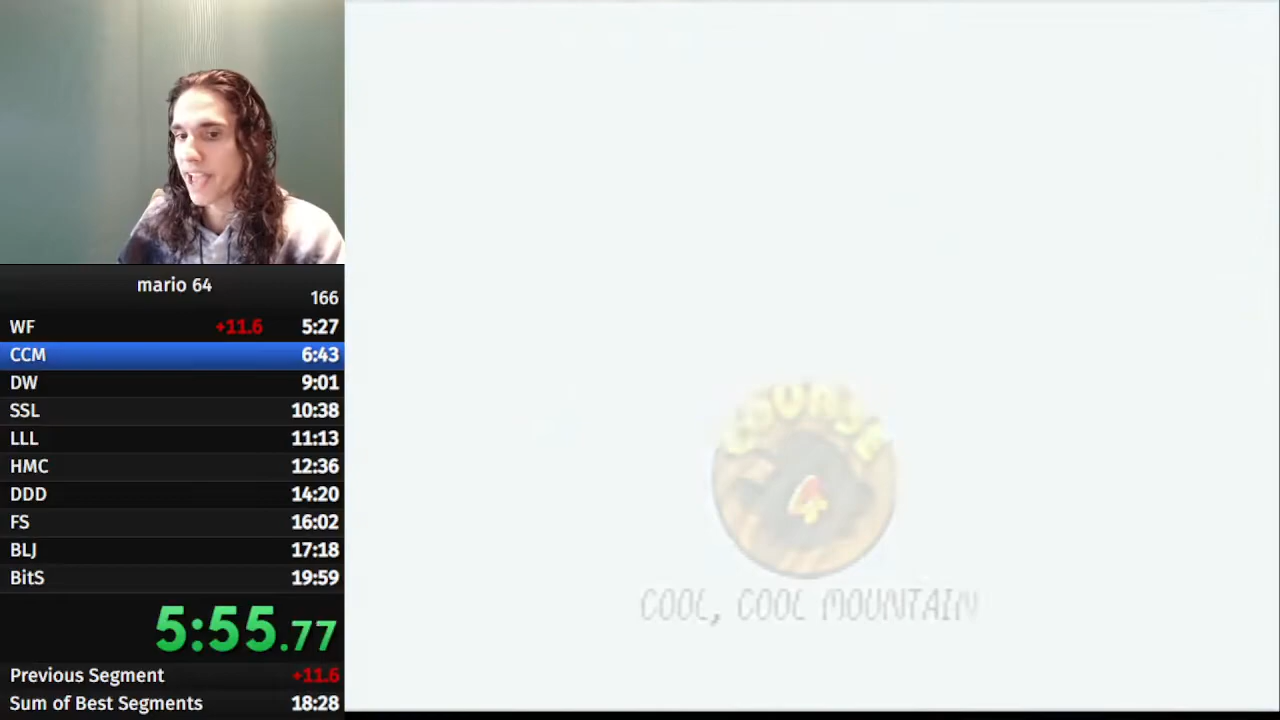 mario 64
166
WF +11.6 5:27
CCM 6:43
DW 9:01
SSL 10:38
LLL 11:13
HMC 12:36
DDD 14:20
FS 16:02
BLJ 17:18
BitS 19:59
5:55.77
Previous Segment +11.6
Sum of Best Segments 18:28
COURSE
4
COOL, COOL MOUNTAIN